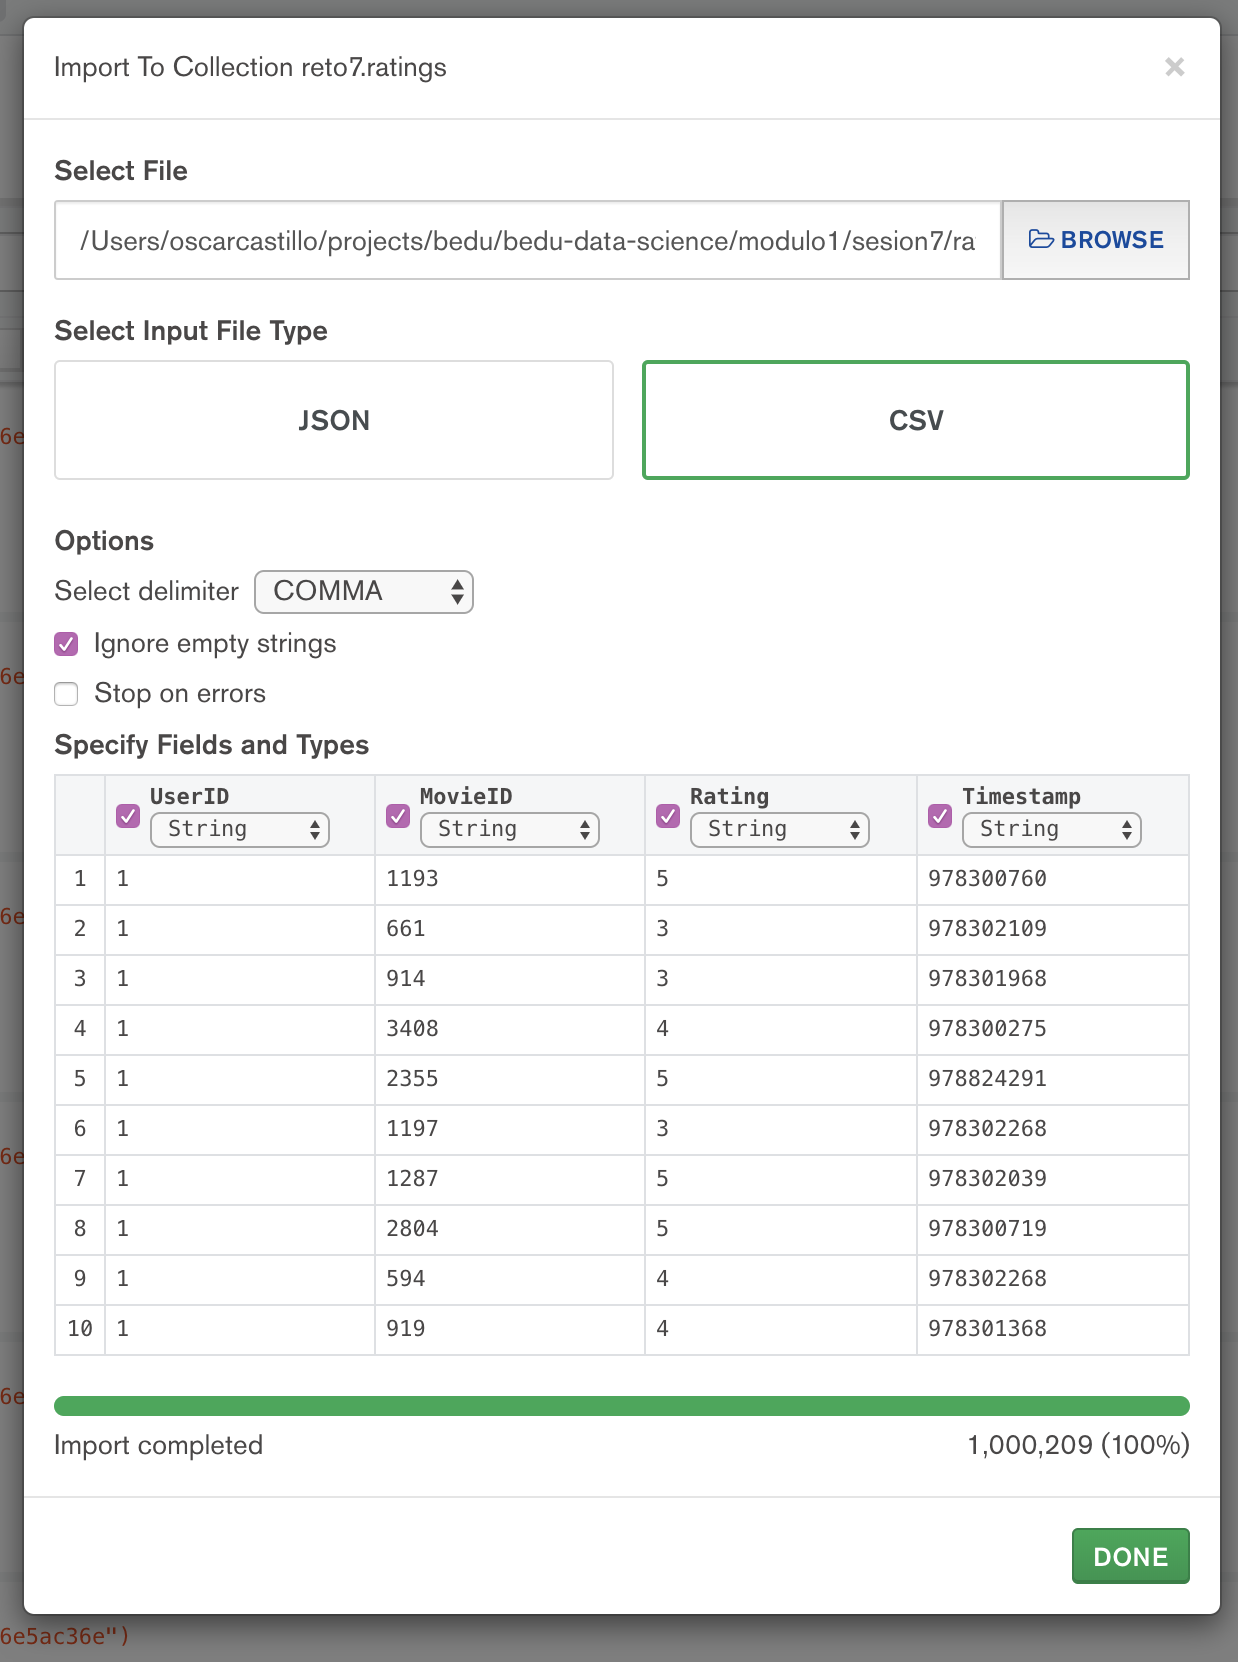 Import To Collection reto7.ratings
×
Select File
/Users/oscarcastillo/projects/bedu/bedu-data-science/modulo1/sesion7/ra
BROWSE
Select Input File Type
JSON
CSV
Options
Select delimiter COMMA
Ignore empty strings
Stop on errors
Specify Fields and Types
UserID MovieID Rating Timestamp
String String String String
1 1 1193 5 978300760
2 1 661 3 978302109
3 1 914 3 978301968
4 1 3408 4 978300275
5 1 2355 5 978824291
6 1 1197 3 978302268
7 1 1287 5 978302039
8 1 2804 5 978300719
9 1 594 4 978302268
10 1 919 4 978301368
Import completed 1,000,209 (100%)
DONE
6e
6e
6e
6e
6e
6e5ac36e")